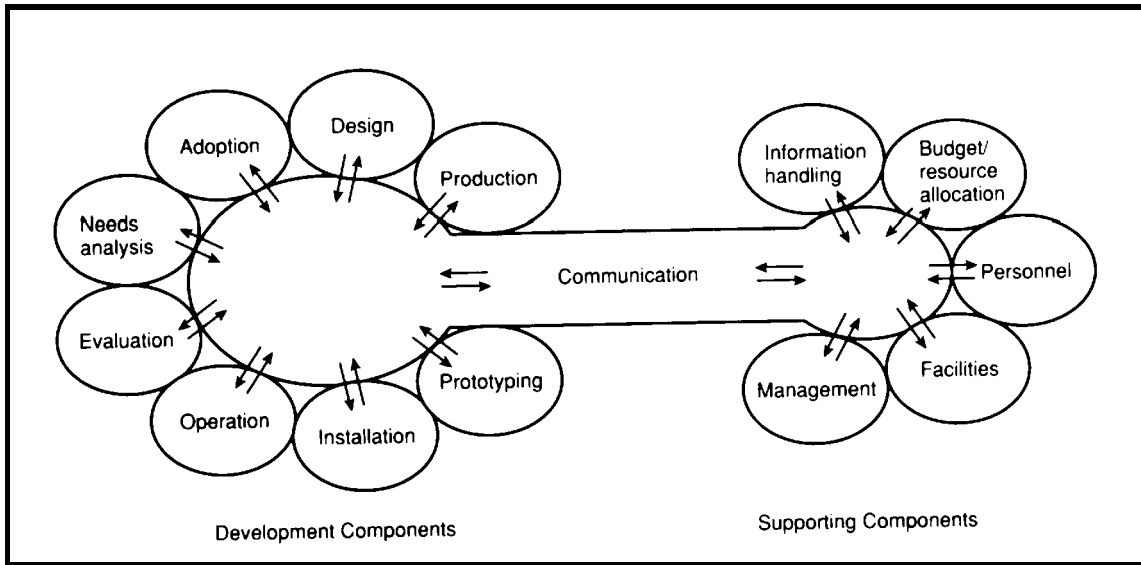 Design
Adoption
Production
Needs
analysis
Evaluation
Operation
Installation
Prototyping
Communication
Information
handling
Budget/
resource
allocation
Personnel
Facilities
Management
Development Components
Supporting Components